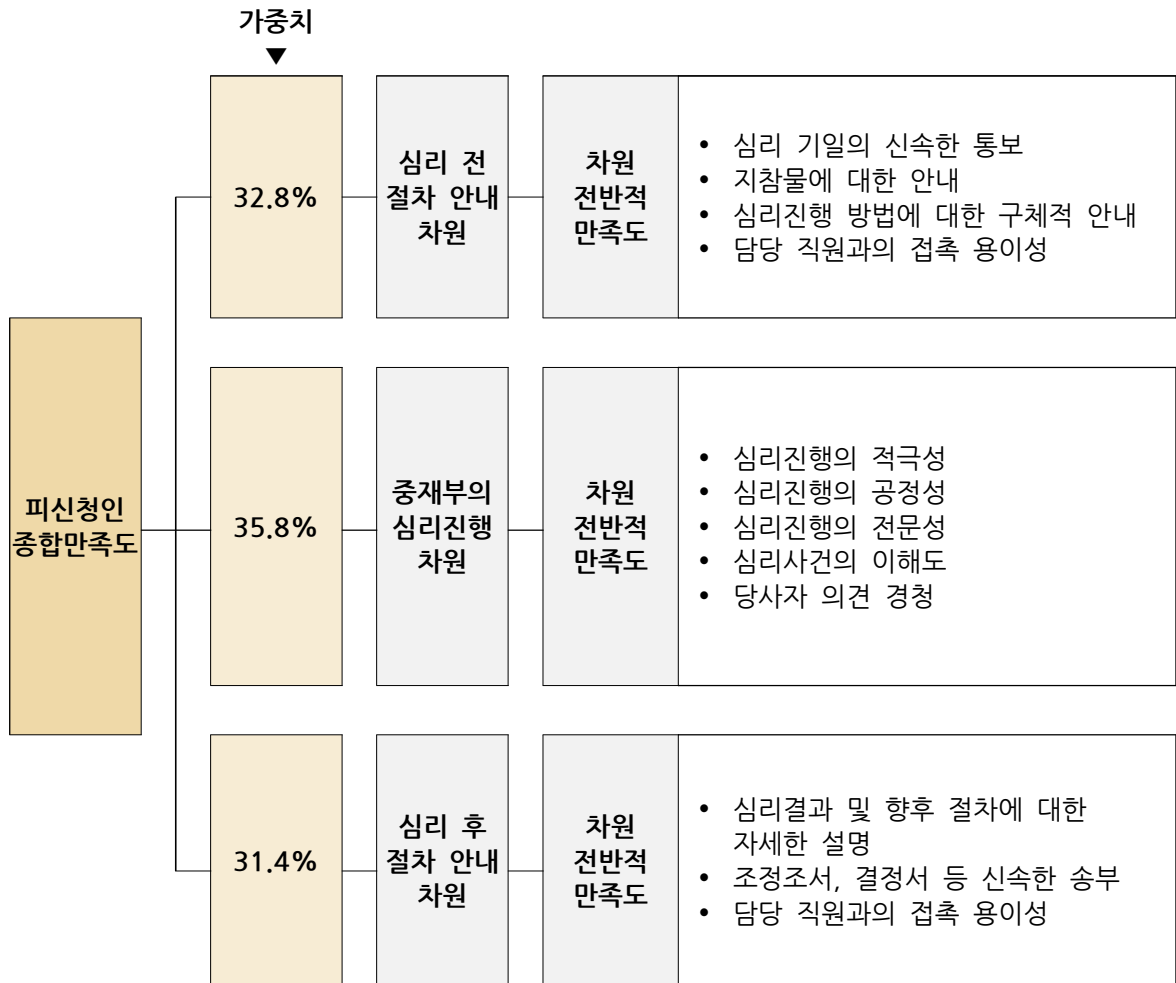 가중치
▼
피신청인
종합만족도
32.8%
심리 전
절차 안내
차원
차원
전반적
만족도
• 심리 기일의 신속한 통보
• 지참물에 대한 안내
• 심리진행 방법에 대한 구체적 안내
• 담당 직원과의 접촉 용이성
35.8%
중재부의
심리진행
차원
차원
전반적
만족도
• 심리진행의 적극성
• 심리진행의 공정성
• 심리진행의 전문성
• 심리사건의 이해도
• 당사자 의견 경청
31.4%
심리 후
절차 안내
차원
차원
전반적
만족도
• 심리결과 및 향후 절차에 대한
자세한 설명
• 조정조서, 결정서 등 신속한 송부
• 담당 직원과의 접촉 용이성